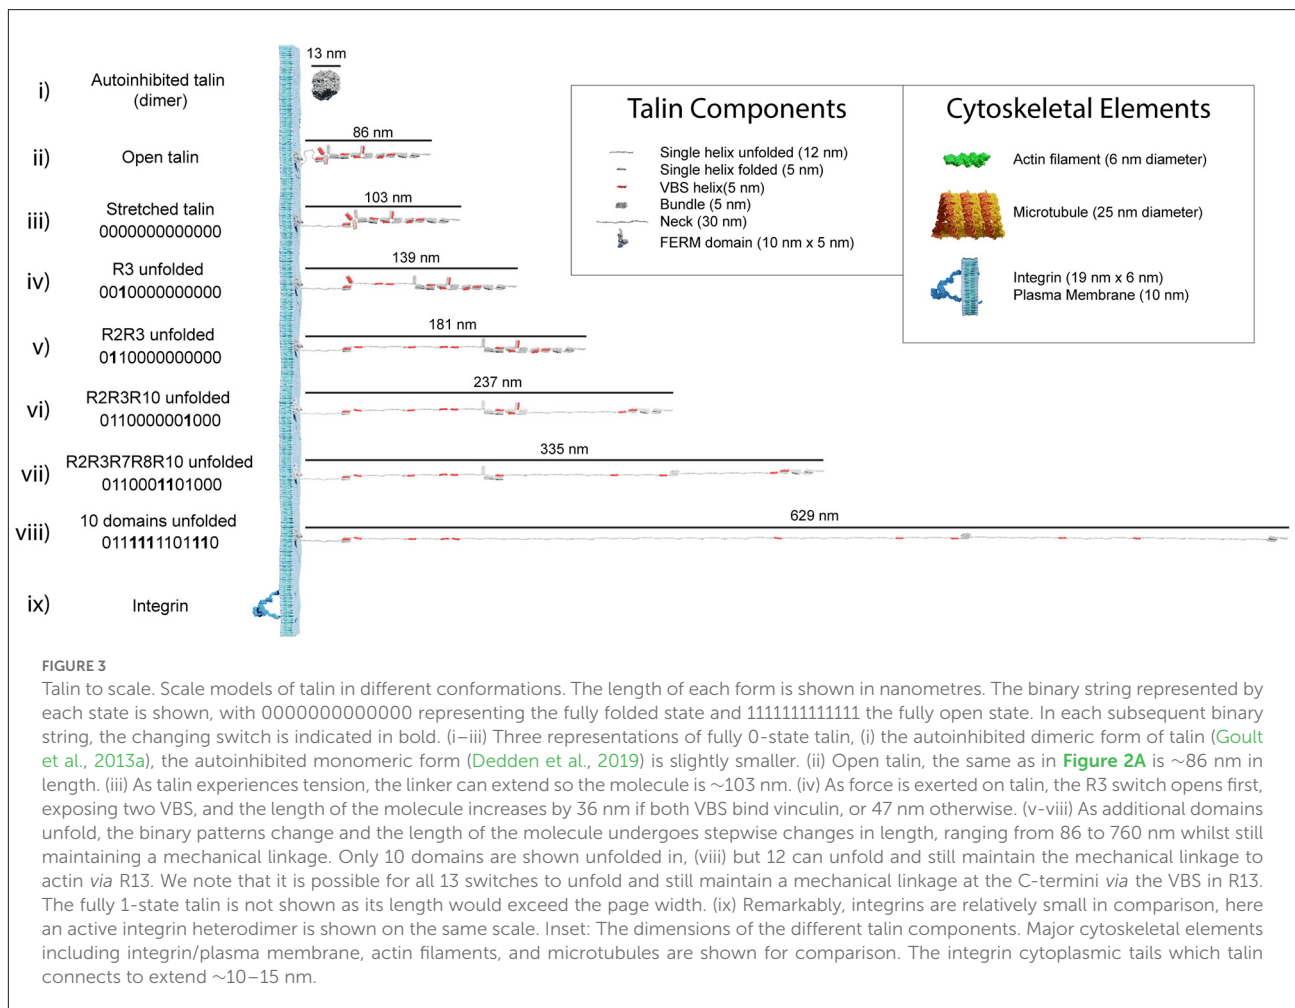 13 nm
i)
Autoinhibited talin
(dimer)
86 nm
ii)
Open talin
103 nm
iii)
Stretched talin
0000000000000
139 nm
iv)
R3 unfolded
0010000000000
181 nm
v)
R2R3 unfolded
0110000000000
237 nm
vi)
R2R3R10 unfolded
0110000001000
335 nm
vii)
R2R3R7R8R10 unfolded
0110001101000
629 nm
viii)
10 domains unfolded
0111111101110
ix)
Integrin
Talin Components
Single helix unfolded (12 nm)
Single helix folded (5 nm)
VBS helix(5 nm)
Bundle (5 nm)
Neck (30 nm)
FERM domain (10 nm x 5 nm)
Cytoskeletal Elements
Actin filament (6 nm diameter)
Microtubule (25 nm diameter)
Integrin (19 nm x 6 nm)
Plasma Membrane (10 nm)
FIGURE 3
Talin to scale. Scale models of talin in different conformations. The length of each form is shown in nanometres. The binary string represented by
each state is shown, with 0000000000000 representing the fully folded state and 1111111111111 the fully open state. In each subsequent binary
string, the changing switch is indicated in bold. (i–iii) Three representations of fully 0-state talin, (i) the autoinhibited dimeric form of talin (Goult
et al., 2013a), the autoinhibited monomeric form (Dedden et al., 2019) is slightly smaller. (ii) Open talin, the same as in Figure 2A is ∼86 nm in
length. (iii) As talin experiences tension, the linker can extend so the molecule is ∼103 nm. (iv) As force is exerted on talin, the R3 switch opens first,
exposing two VBS, and the length of the molecule increases by 36 nm if both VBS bind vinculin, or 47 nm otherwise. (v-viii) As additional domains
unfold, the binary patterns change and the length of the molecule undergoes stepwise changes in length, ranging from 86 to 760 nm whilst still
maintaining a mechanical linkage. Only 10 domains are shown unfolded in, (viii) but 12 can unfold and still maintain the mechanical linkage to
actin via R13. We note that it is possible for all 13 switches to unfold and still maintain a mechanical linkage at the C-termini via the VBS in R13.
The fully 1-state talin is not shown as its length would exceed the page width. (ix) Remarkably, integrins are relatively small in comparison, here
an active integrin heterodimer is shown on the same scale. Inset: The dimensions of the different talin components. Major cytoskeletal elements
including integrin/plasma membrane, actin filaments, and microtubules are shown for comparison. The integrin cytoplasmic tails which talin
connects to extend ∼10–15 nm.